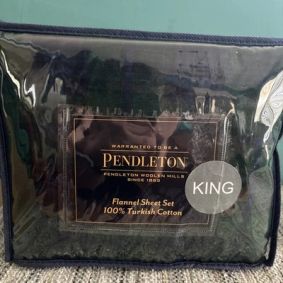 WARRANTED TO BE A
PENDLETON
PENDLETON WOOLEN MILLS
SINCE 1863
Flannel Sheet Set
100% Turkish Cotton
KING